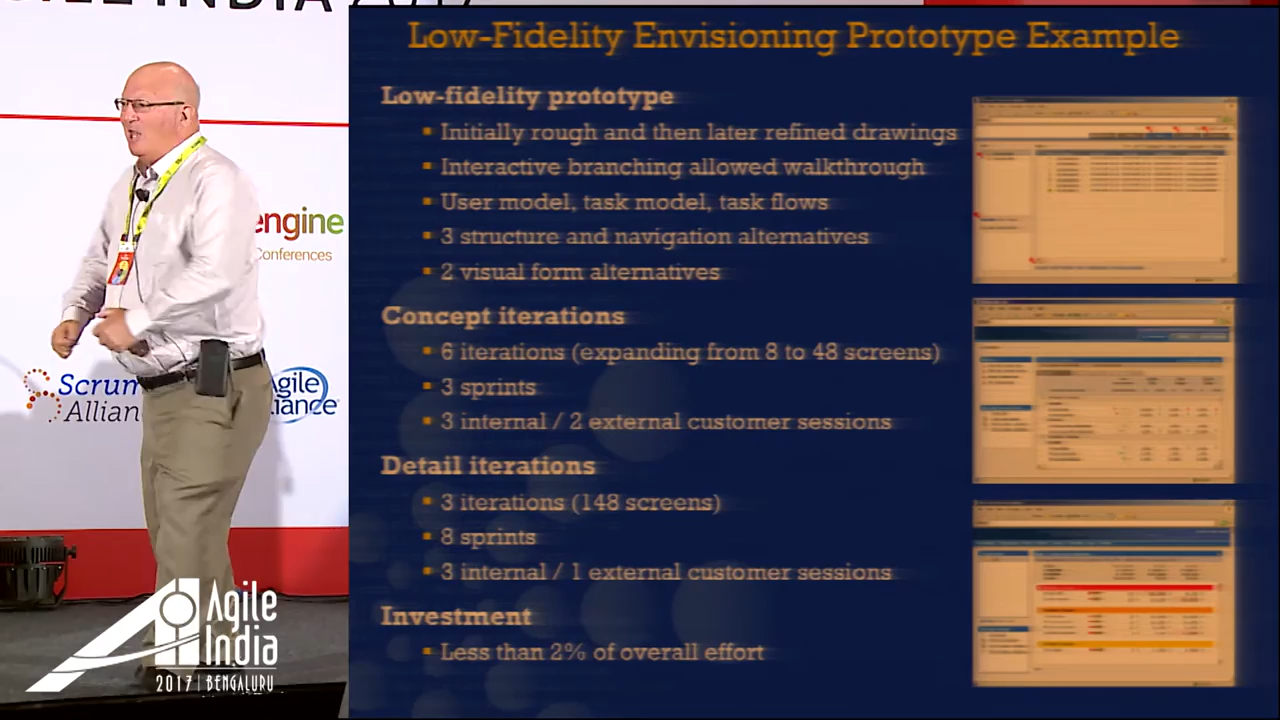 Low-Fidelity Envisioning Prototype Example
Low-fidelity prototype
▪ Initially rough and then later refined drawings
▪ Interactive branching allowed walkthrough
▪ User model, task model, task flows
▪ 3 structure and navigation alternatives
▪ 2 visual form alternatives
Concept iterations
▪ 6 iterations (expanding from 8 to 48 screens)
▪ 3 sprints
▪ 3 internal / 2 external customer sessions
Detail iterations
▪ 3 iterations (148 screens)
▪ 8 sprints
▪ 3 internal / 1 external customer sessions
Investment
▪ Less than 2% of overall effort
engine
Conferences
Scrum
Allian
Agile
liance
Agile
India
2017 | BENGALURU